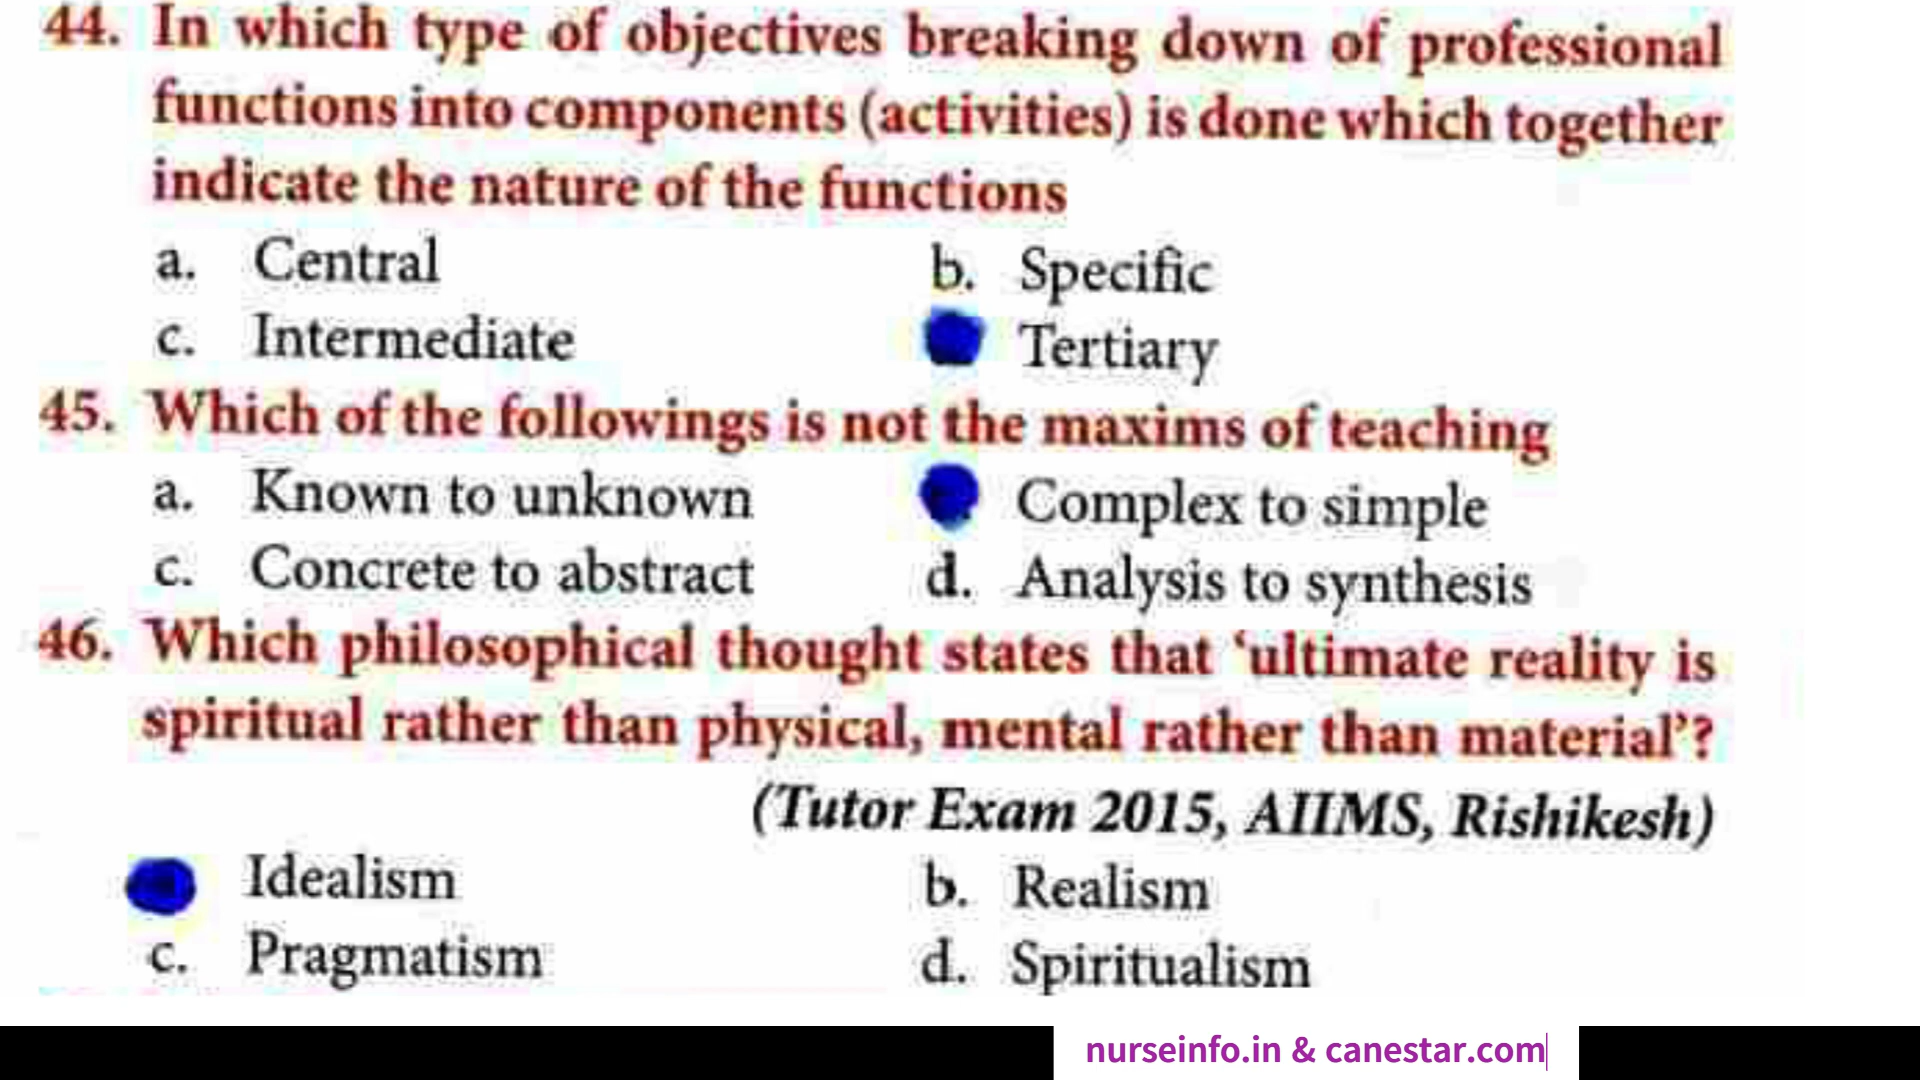 44. In which type of objectives breaking down of professional
functions into components (activities) is done which together
indicate the nature of the functions
a. Central b. Specific
c. Intermediate Tertiary
45. Which of the followings is not the maxims of teaching
a. Known to unknown Complex to simple
c. Concrete to abstract d. Analysis to synthesis
46. Which philosophical thought states that ‘ultimate reality is
spiritual rather than physical, mental rather than material’?
(Tutor Exam 2015, AIIMS, Rishikesh)
Idealism b. Realism
c. Pragmatism d. Spiritualism
nurseinfo.in & canestar.com